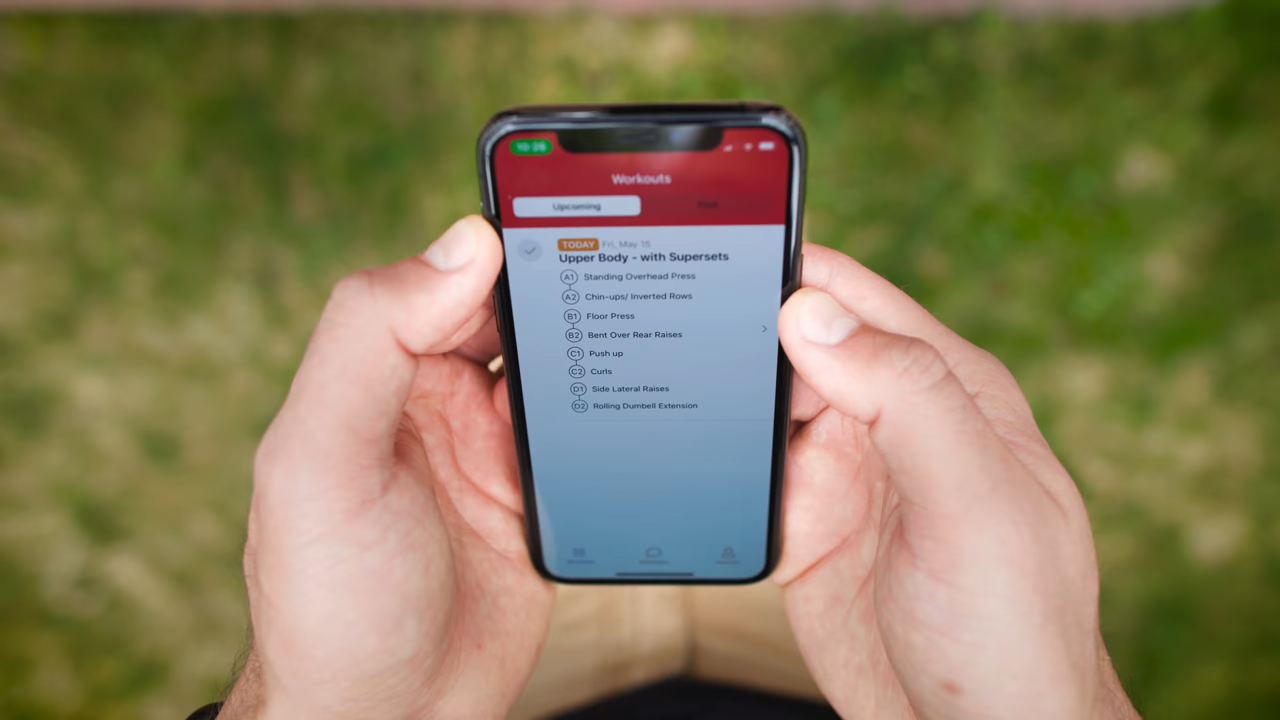 10:26
Workouts
Upcoming Past
TODAY Fri, May 15
Upper Body - with Supersets
A1 Standing Overhead Press
A2 Chin-ups/ Inverted Rows
B1 Floor Press
B2 Bent Over Rear Raises
C1 Push up
C2 Curls
D1 Side Lateral Raises
D2 Rolling Dumbell Extension